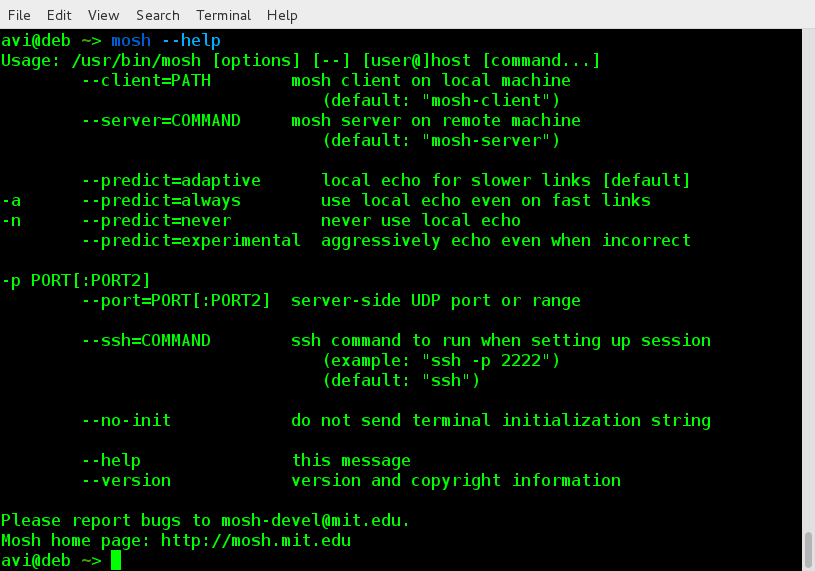 File Edit View Search Terminal Help
avi@deb ~> mosh --help
Usage: /usr/bin/mosh [options] [--] [user@]host [command...]
        --client=PATH        mosh client on local machine
                                (default: "mosh-client")
        --server=COMMAND     mosh server on remote machine
                                (default: "mosh-server")
        --predict=adaptive      local echo for slower links [default]
-a      --predict=always        use local echo even on fast links
-n      --predict=never         never use local echo
        --predict=experimental  aggressively echo even when incorrect
-p PORT[:PORT2]
        --port=PORT[:PORT2]  server-side UDP port or range
        --ssh=COMMAND        ssh command to run when setting up session
                                (example: "ssh -p 2222")
                                (default: "ssh")
        --no-init            do not send terminal initialization string
        --help               this message
        --version            version and copyright information
Please report bugs to mosh-devel@mit.edu.
Mosh home page: http://mosh.mit.edu
avi@deb ~>